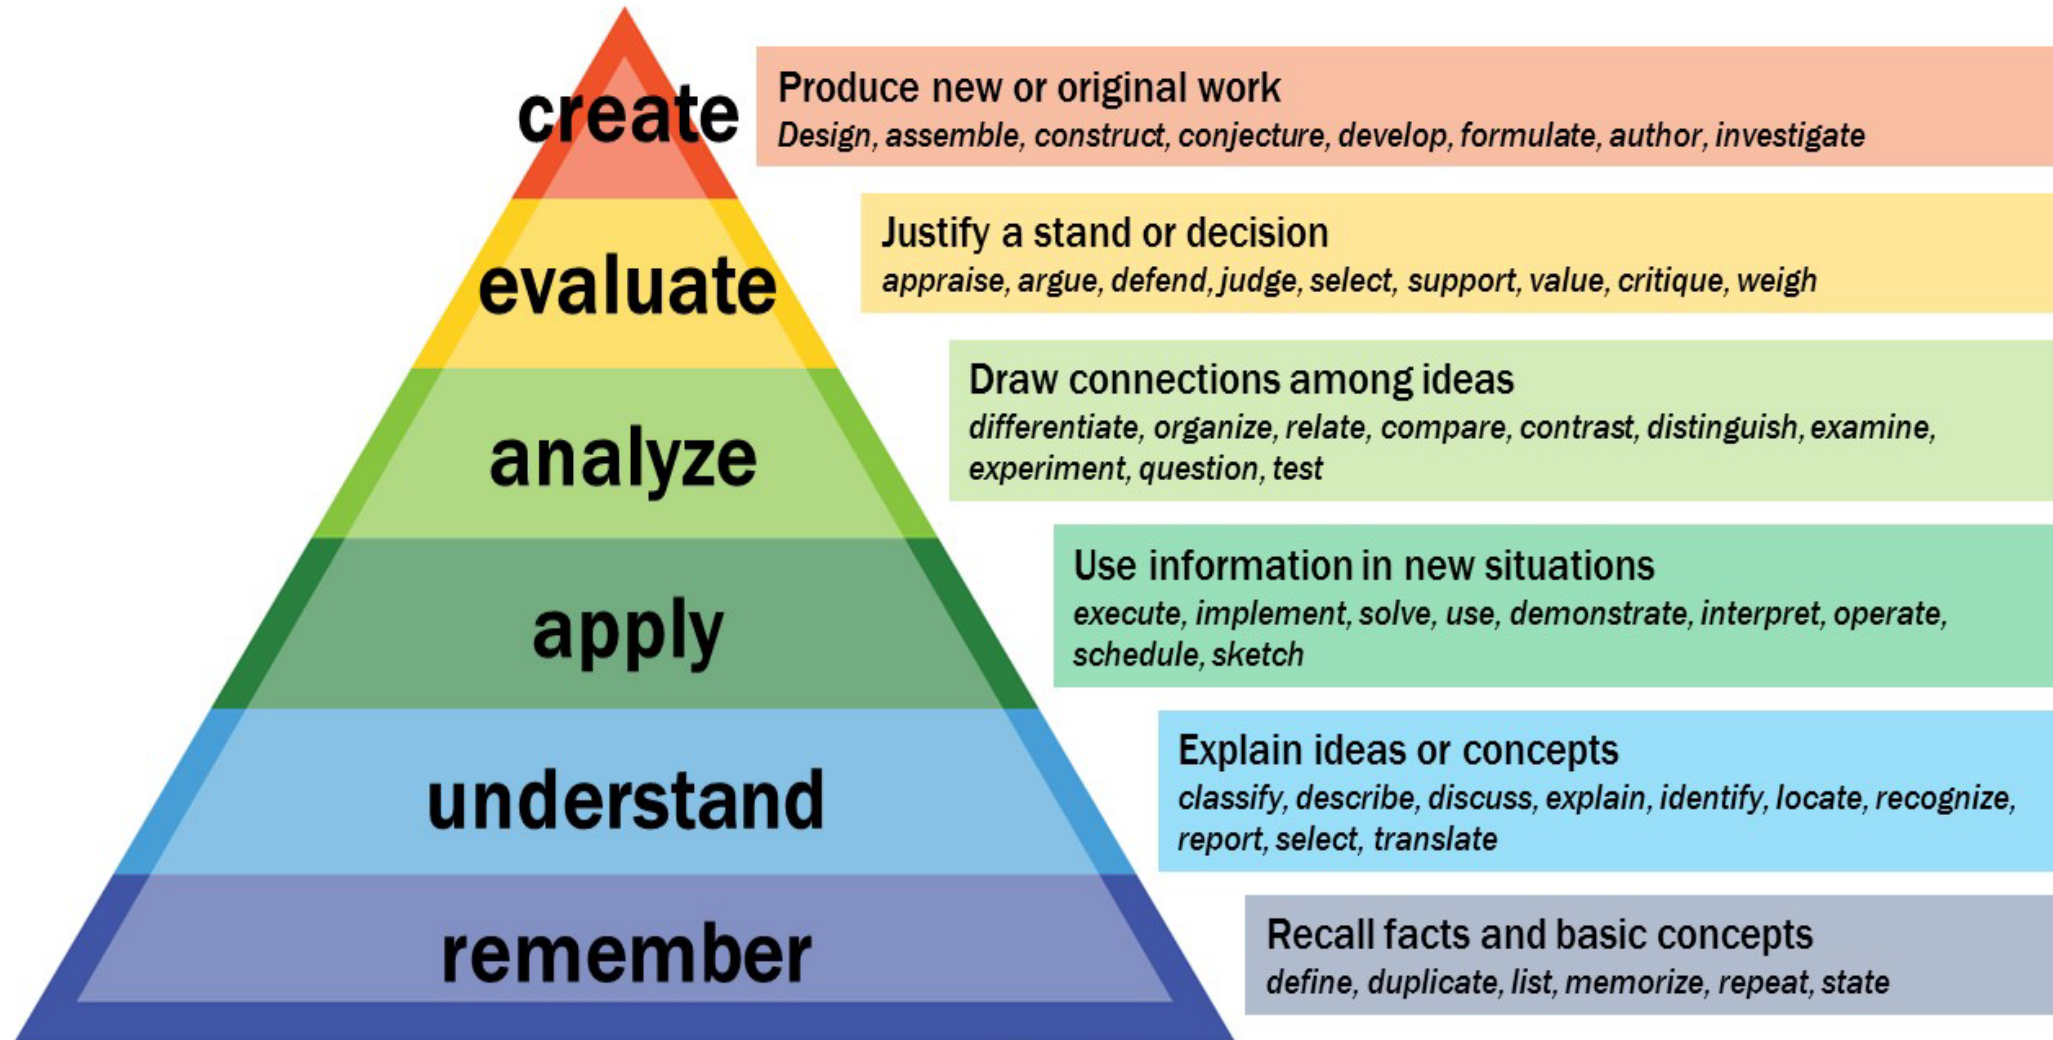 create
Produce new or original work
Design, assemble, construct, conjecture, develop, formulate, author, investigate
evaluate
Justify a stand or decision
appraise, argue, defend, judge, select, support, value, critique, weigh
analyze
Draw connections among ideas
differentiate, organize, relate, compare, contrast, distinguish, examine,
experiment, question, test
apply
Use information in new situations
execute, implement, solve, use, demonstrate, interpret, operate,
schedule, sketch
understand
Explain ideas or concepts
classify, describe, discuss, explain, identify, locate, recognize,
report, select, translate
remember
Recall facts and basic concepts
define, duplicate, list, memorize, repeat, state